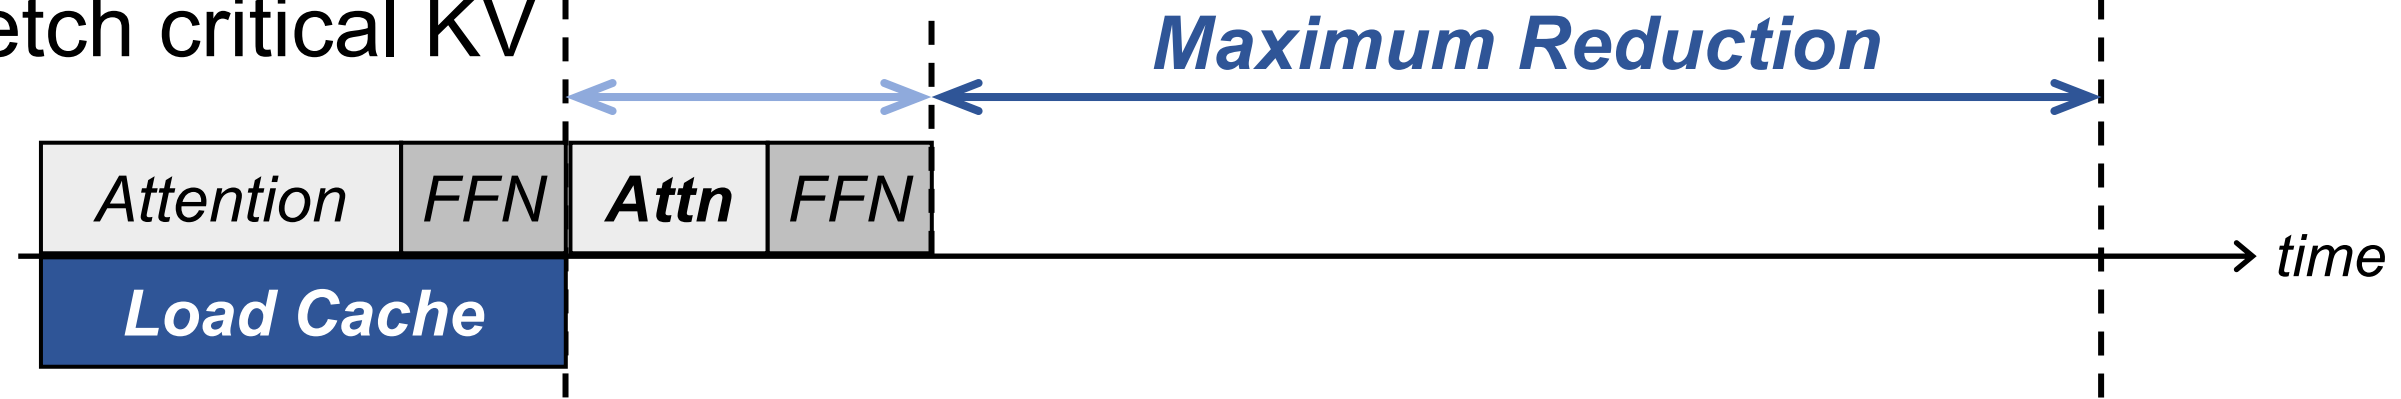 etch critical KV
Maximum Reduction
Attention FFN Attn FFN
time
Load Cache